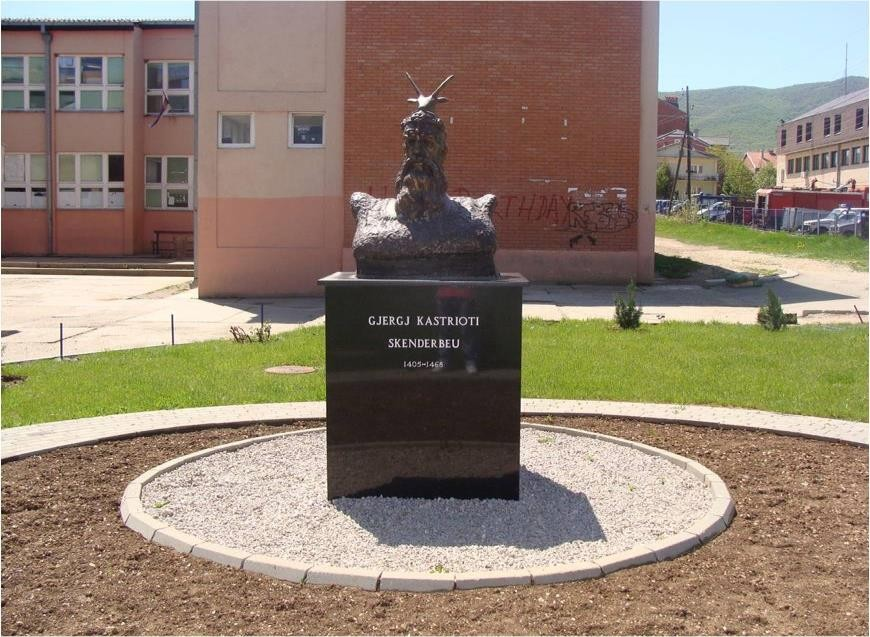 GJERGJ KASTRIOTI
SKENDERBEU
1405-1468